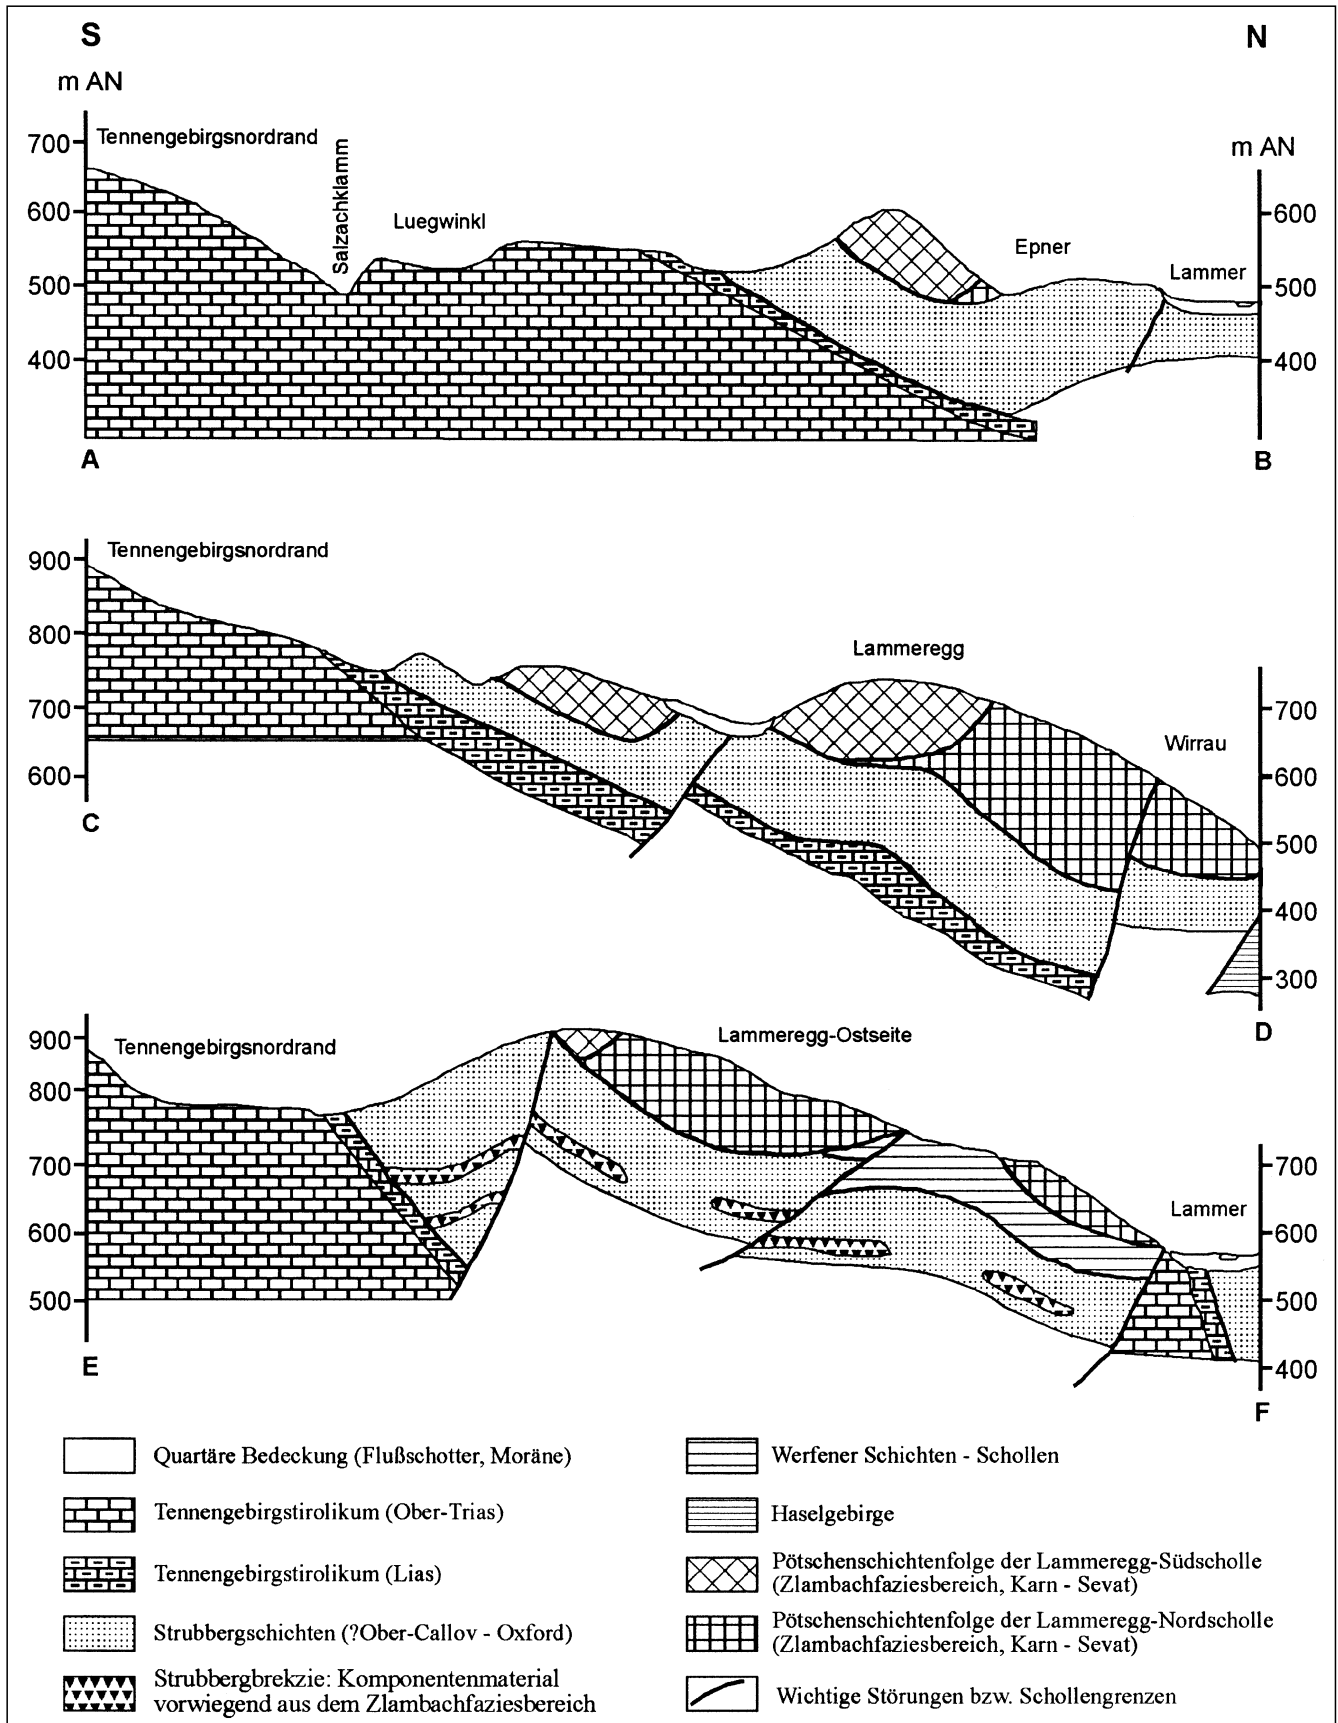 S
N
m AN
m AN
Tennengebirgsnordrand
Salzachklamm
Luegwinkl
Epner
Lammer
700
600
500
400
600
500
400
A
B
Tennengebirgsnordrand
Lammeregg
Wirrau
900
800
700
600
700
600
500
400
300
C
D
Tennengebirgsnordrand
Lammeregg-Ostseite
Lammer
900
800
700
600
500
700
600
500
400
E
F
Quartäre Bedeckung (Flußschotter, Moräne)
Tennengebirgstirolikum (Ober-Trias)
Tennengebirgstirolikum (Lias)
Strubbergschichten (?Ober-Callov - Oxford)
Strubbergbrekzie: Komponentenmaterial
vorwiegend aus dem Zlambachfaziesbereich
Werfener Schichten - Schollen
Haselgebirge
Pötschenschichtenfolge der Lammeregg-Südscholle
(Zlambachfaziesbereich, Karn - Sevat)
Pötschenschichtenfolge der Lammeregg-Nordscholle
(Zlambachfaziesbereich, Karn - Sevat)
Wichtige Störungen bzw. Schollengrenzen